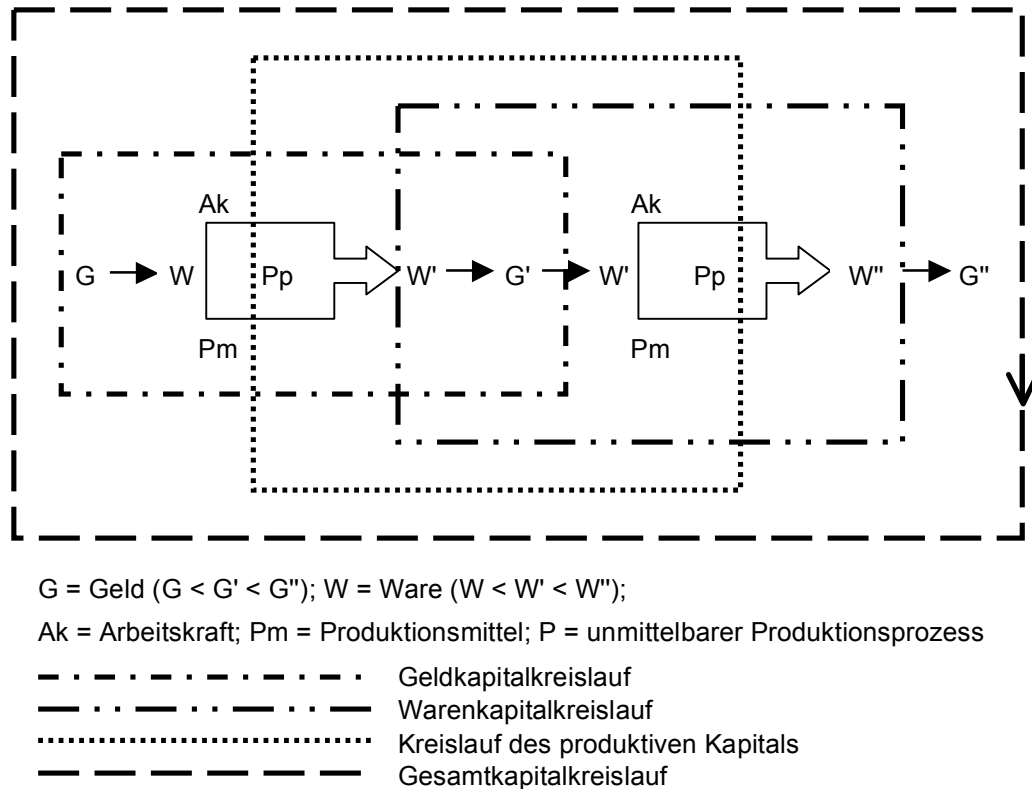 Ak Ak
G W Pp W' G' W' Pp W'' G''
Pm Pm
G = Geld (G < G' < G''); W = Ware (W < W' < W'');
Ak = Arbeitskraft; Pm = Produktionsmittel; P = unmittelbarer Produktionsprozess
Geldkapitalkreislauf
Warenkapitalkreislauf
Kreislauf des produktiven Kapitals
Gesamtkapitalkreislauf